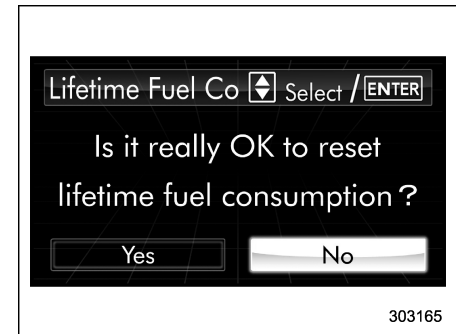 Lifetime Fuel Co Select / ENTER
Is it really OK to reset
lifetime fuel consumption ?
Yes No
303165